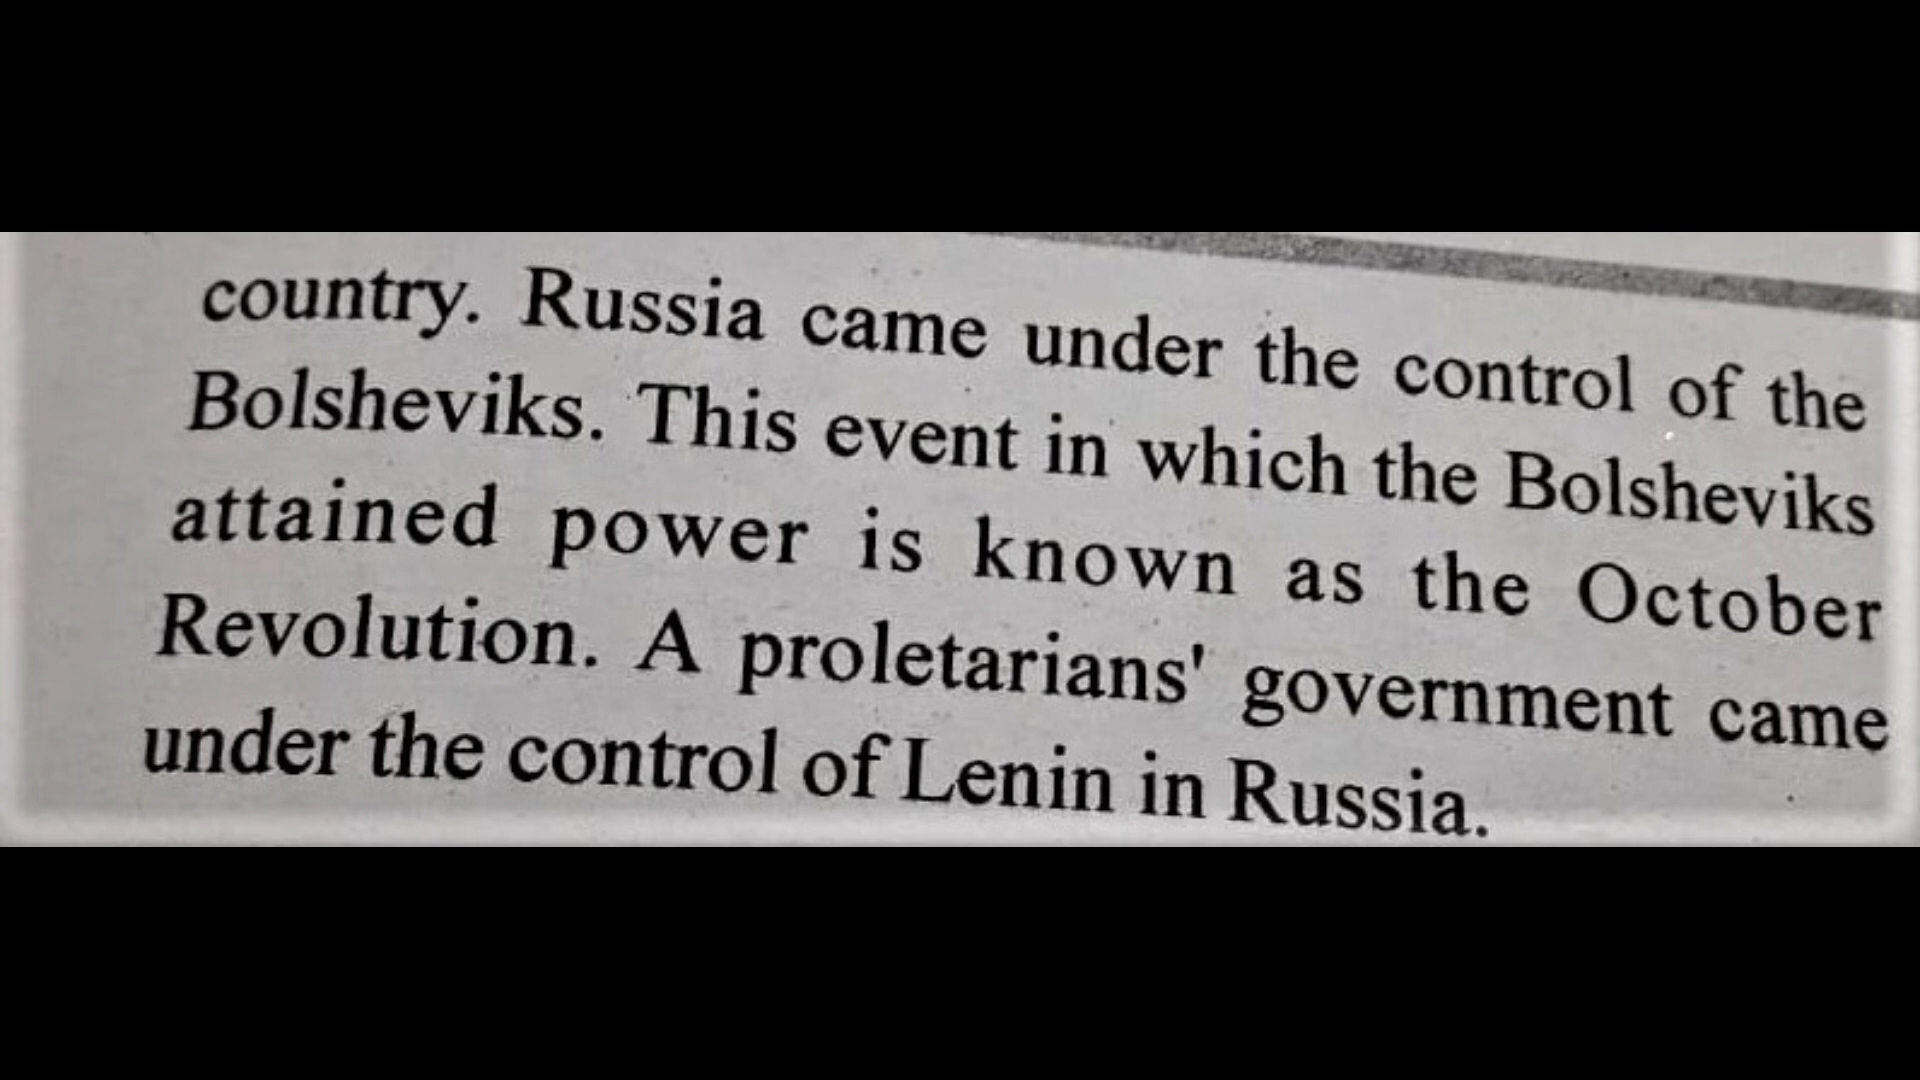 country. Russia came under the control of the
Bolsheviks. This event in which the Bolsheviks
attained power is known as the October
Revolution. A proletarians' government came
under the control of Lenin in Russia.